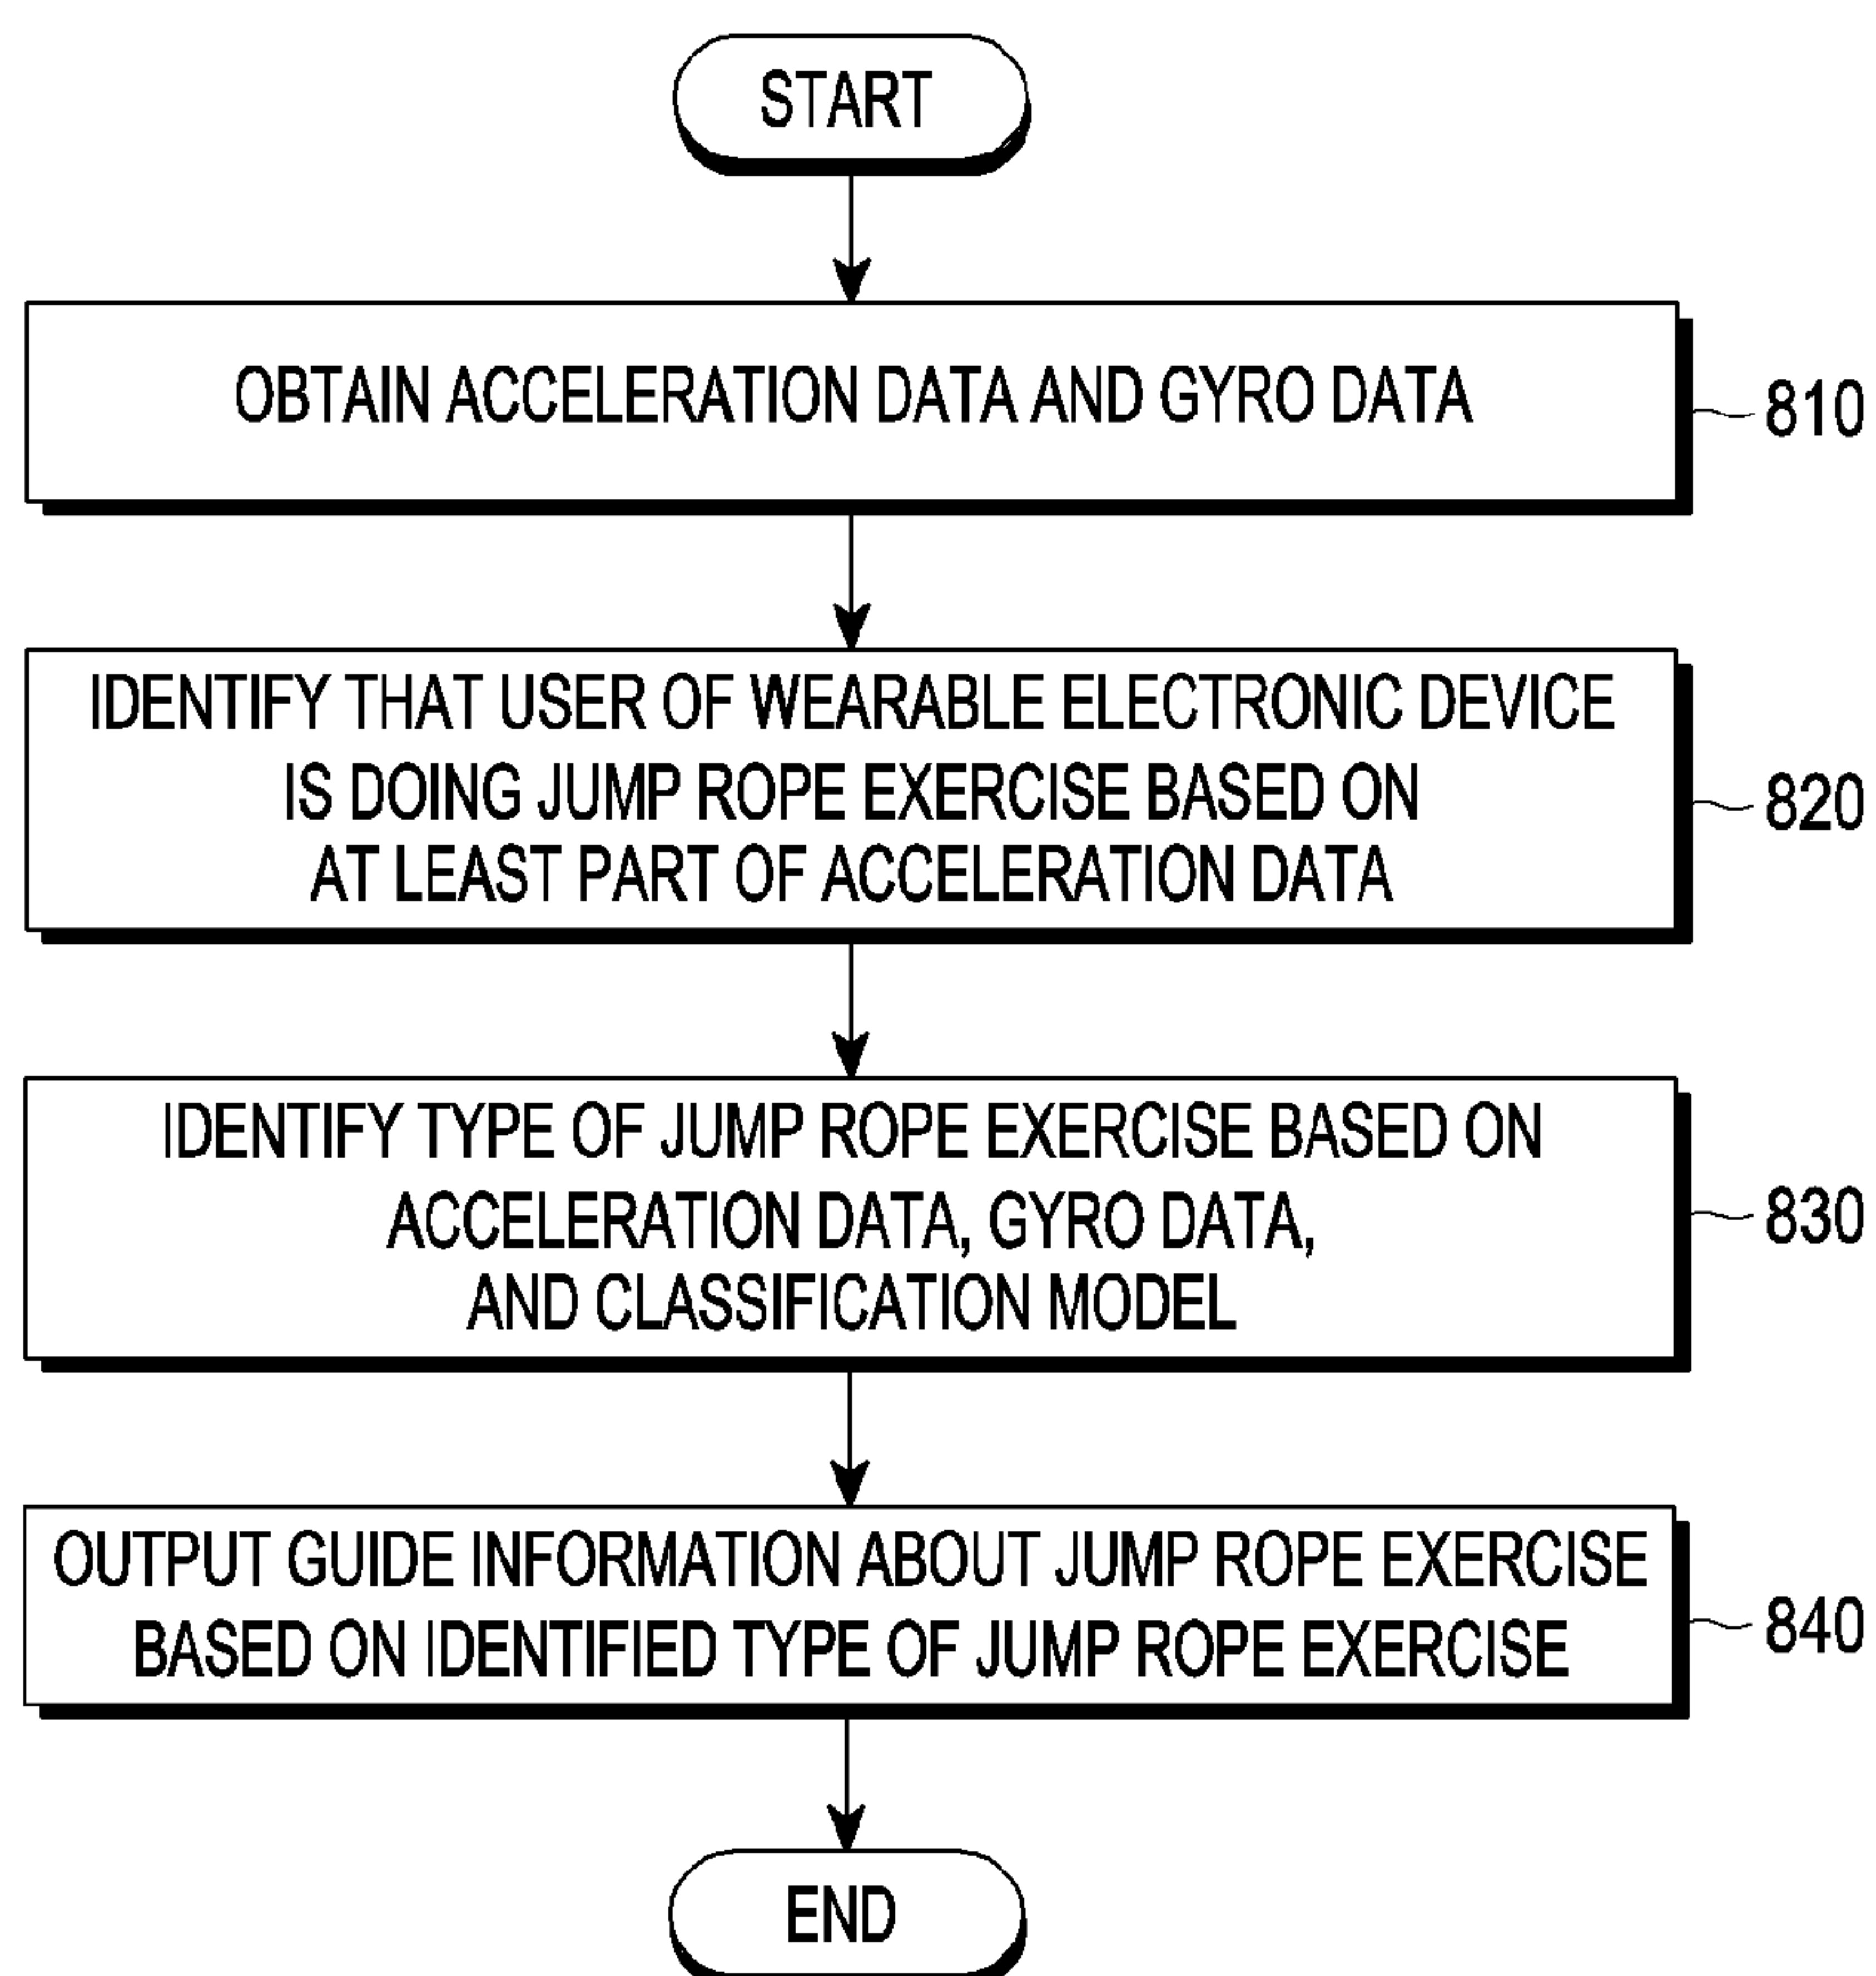 START
OBTAIN ACCELERATION DATA AND GYRO DATA
810
IDENTIFY THAT USER OF WEARABLE ELECTRONIC DEVICE
IS DOING JUMP ROPE EXERCISE BASED ON
AT LEAST PART OF ACCELERATION DATA
820
IDENTIFY TYPE OF JUMP ROPE EXERCISE BASED ON
ACCELERATION DATA, GYRO DATA,
AND CLASSIFICATION MODEL
830
OUTPUT GUIDE INFORMATION ABOUT JUMP ROPE EXERCISE
BASED ON IDENTIFIED TYPE OF JUMP ROPE EXERCISE
840
END